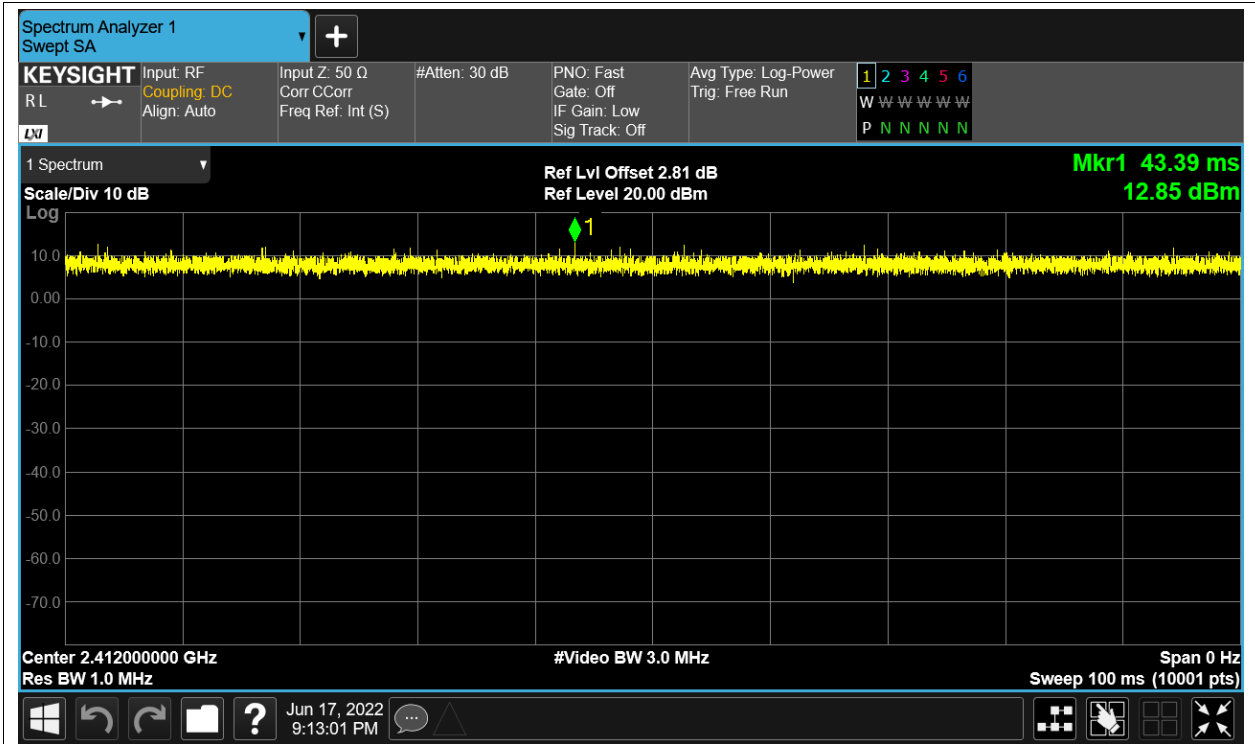 Spectrum Analyzer 1
Swept SA
KEYSIGHT
R L
LXI
Input: RF
Coupling: DC
Align: Auto
Input Z: 50 Ω
Corr CCorr
Freq Ref: Int (S)
#Atten: 30 dB
PNO: Fast
Gate: Off
IF Gain: Low
Sig Track: Off
Avg Type: Log-Power
Trig: Free Run
1 2 3 4 5 6
W W W W W W
P N N N N N
1 Spectrum
Scale/Div 10 dB
Log
Ref Lvl Offset 2.81 dB
Ref Level 20.00 dBm
Mkr1 43.39 ms
12.85 dBm
1
10.0
0.00
-10.0
-20.0
-30.0
-40.0
-50.0
-60.0
-70.0
Center 2.412000000 GHz
Res BW 1.0 MHz
#Video BW 3.0 MHz
Span 0 Hz
Sweep 100 ms (10001 pts)
?
Jun 17, 2022
9:13:01 PM